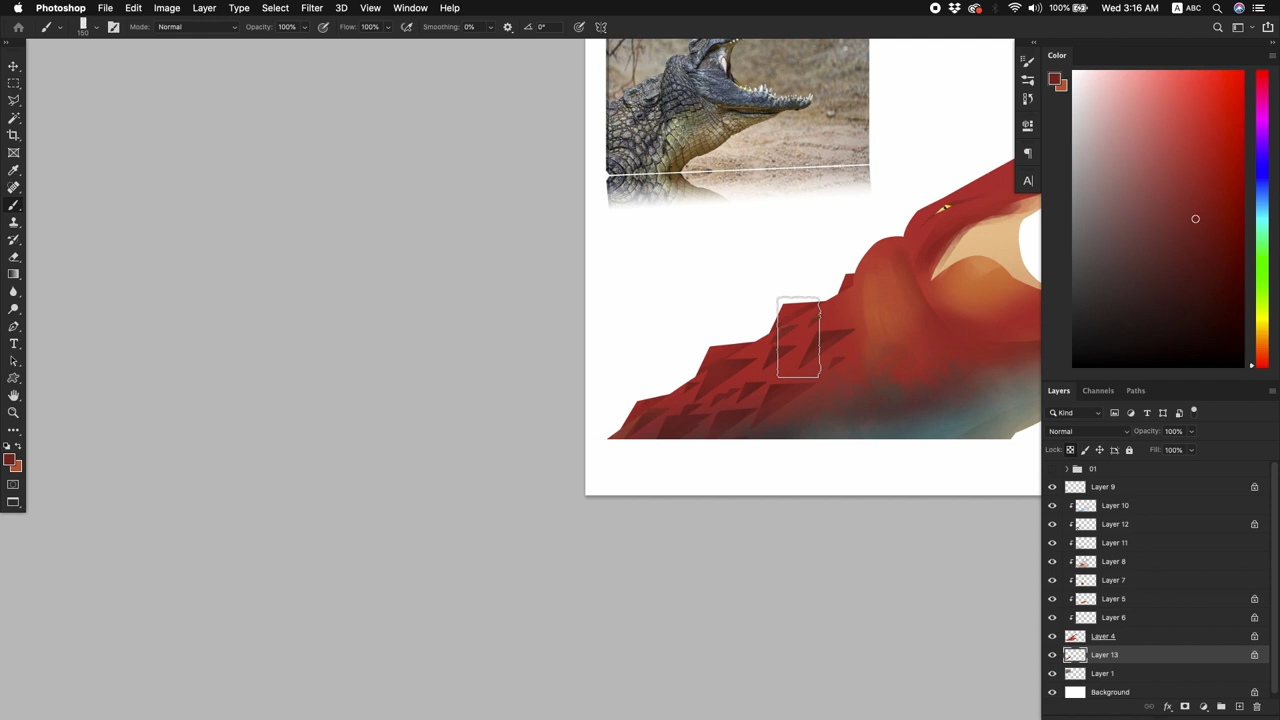 Photoshop File Edit Image Layer Type Select Filter 3D View Window Help 100% A ABC Wed 3:16 AM
160 Mode: Normal Opacity: 100% Flow: 100% Smoothing: 0% 0°
Color
A
Layers Channels Paths
Kind
Normal Opacity: 100%
Lock: Fill: 100%
01
Layer 9
Layer 10
Layer 12
Layer 11
Layer 8
Layer 7
Layer 5
Layer 6
Layer 4
Layer 13
Layer 1
Background
fx